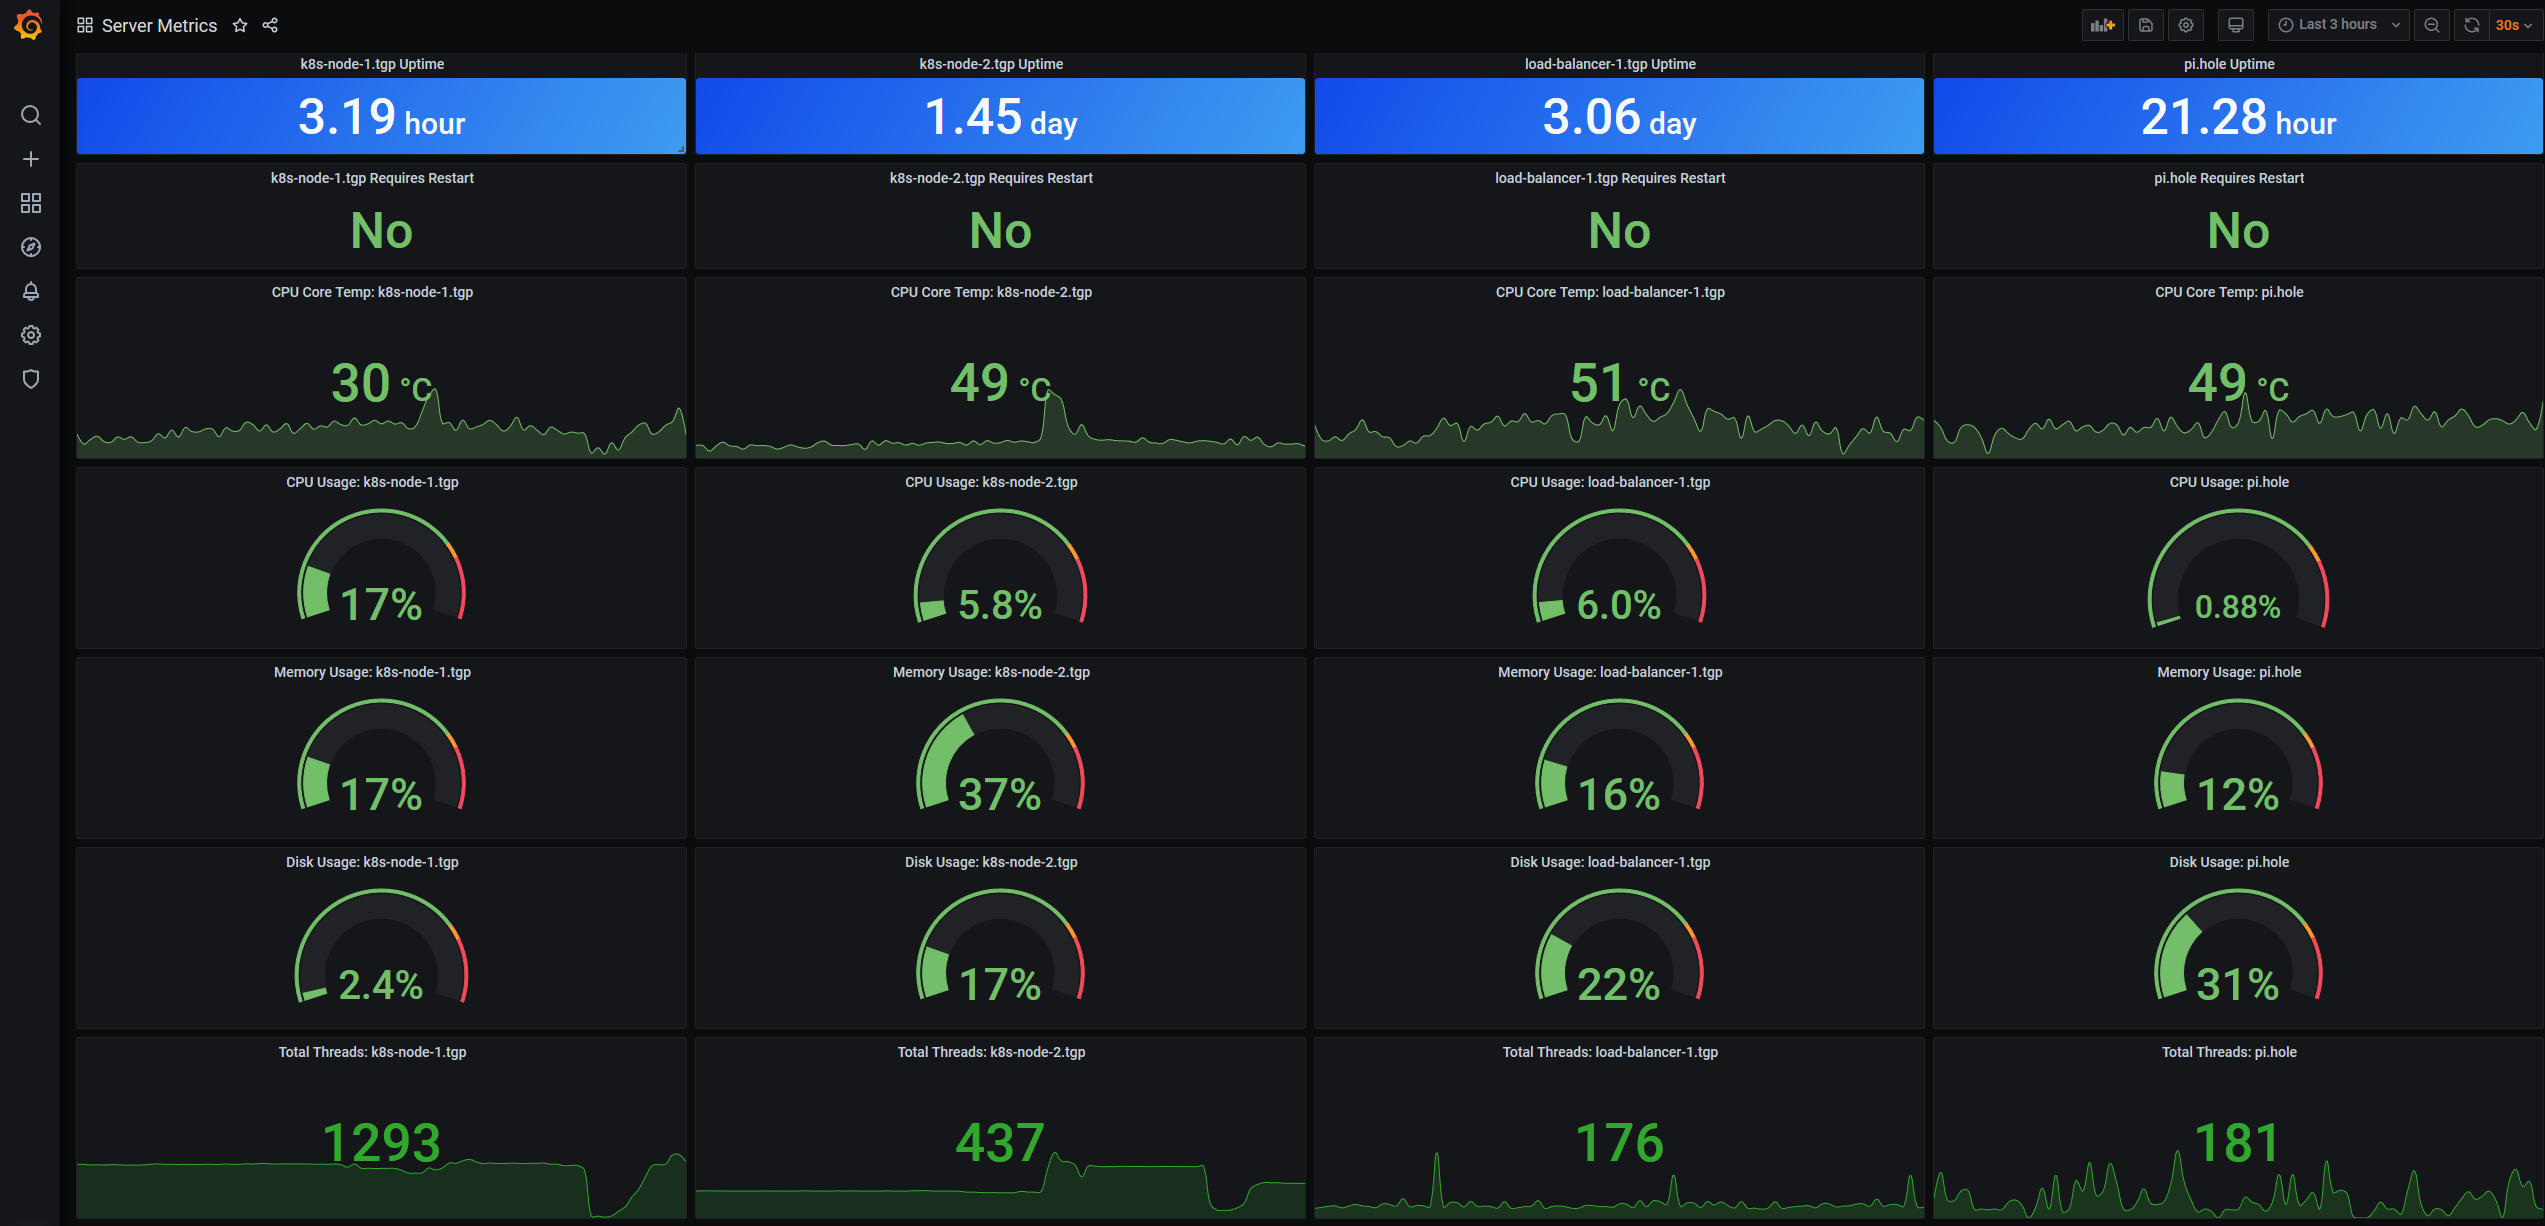 Server Metrics
Last 3 hours
30s
k8s-node-1.tgp Uptime
k8s-node-2.tgp Uptime
load-balancer-1.tgp Uptime
pi.hole Uptime
3.19 hour
1.45 day
3.06 day
21.28 hour
k8s-node-1.tgp Requires Restart
k8s-node-2.tgp Requires Restart
load-balancer-1.tgp Requires Restart
pi.hole Requires Restart
No
No
No
No
CPU Core Temp: k8s-node-1.tgp
CPU Core Temp: k8s-node-2.tgp
CPU Core Temp: load-balancer-1.tgp
CPU Core Temp: pi.hole
30 °C
49 °C
51 °C
49 °C
CPU Usage: k8s-node-1.tgp
CPU Usage: k8s-node-2.tgp
CPU Usage: load-balancer-1.tgp
CPU Usage: pi.hole
17%
5.8%
6.0%
0.88%
Memory Usage: k8s-node-1.tgp
Memory Usage: k8s-node-2.tgp
Memory Usage: load-balancer-1.tgp
Memory Usage: pi.hole
17%
37%
16%
12%
Disk Usage: k8s-node-1.tgp
Disk Usage: k8s-node-2.tgp
Disk Usage: load-balancer-1.tgp
Disk Usage: pi.hole
2.4%
17%
22%
31%
Total Threads: k8s-node-1.tgp
Total Threads: k8s-node-2.tgp
Total Threads: load-balancer-1.tgp
Total Threads: pi.hole
1293
437
176
181